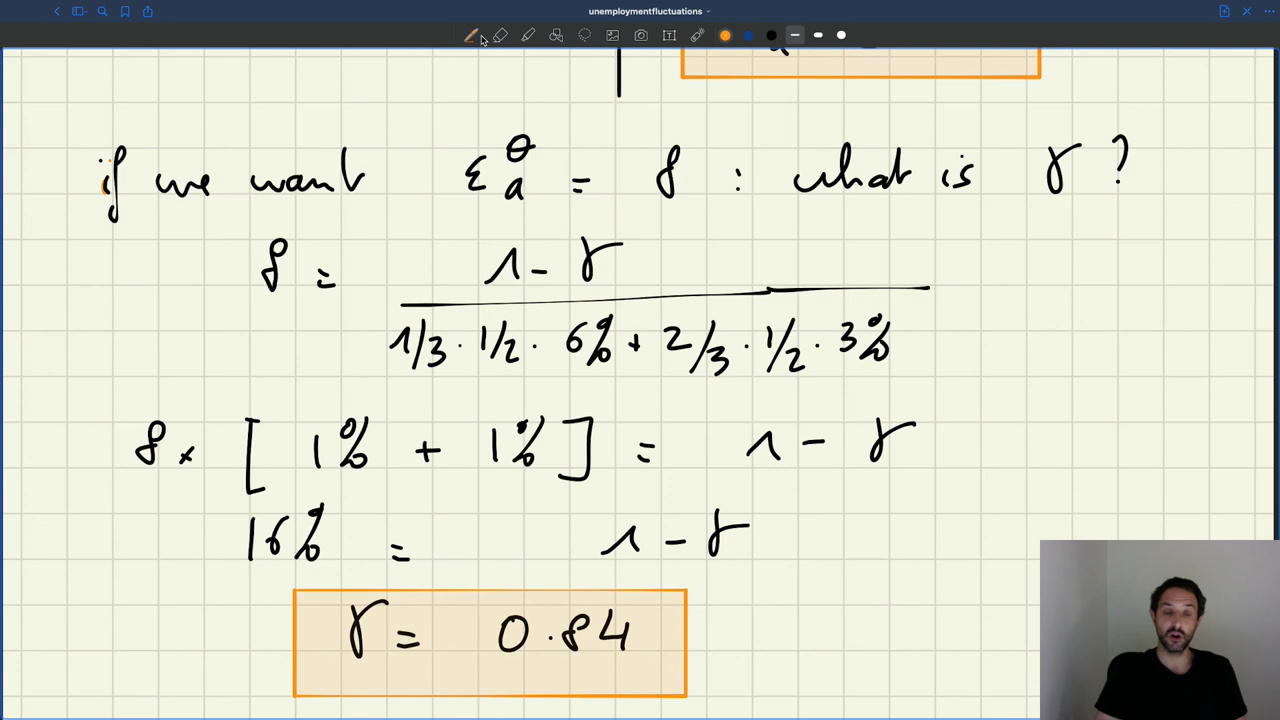 unemploymentfluctuations
if we want ε^θ_a = 8 : what is γ ?
8 = (1 - γ) / (1/3 · 1/2 · 6% + 2/3 · 1/2 · 3%)
8 × [ 1% + 1% ] = 1 - γ
16% = 1 - γ
γ = 0.84